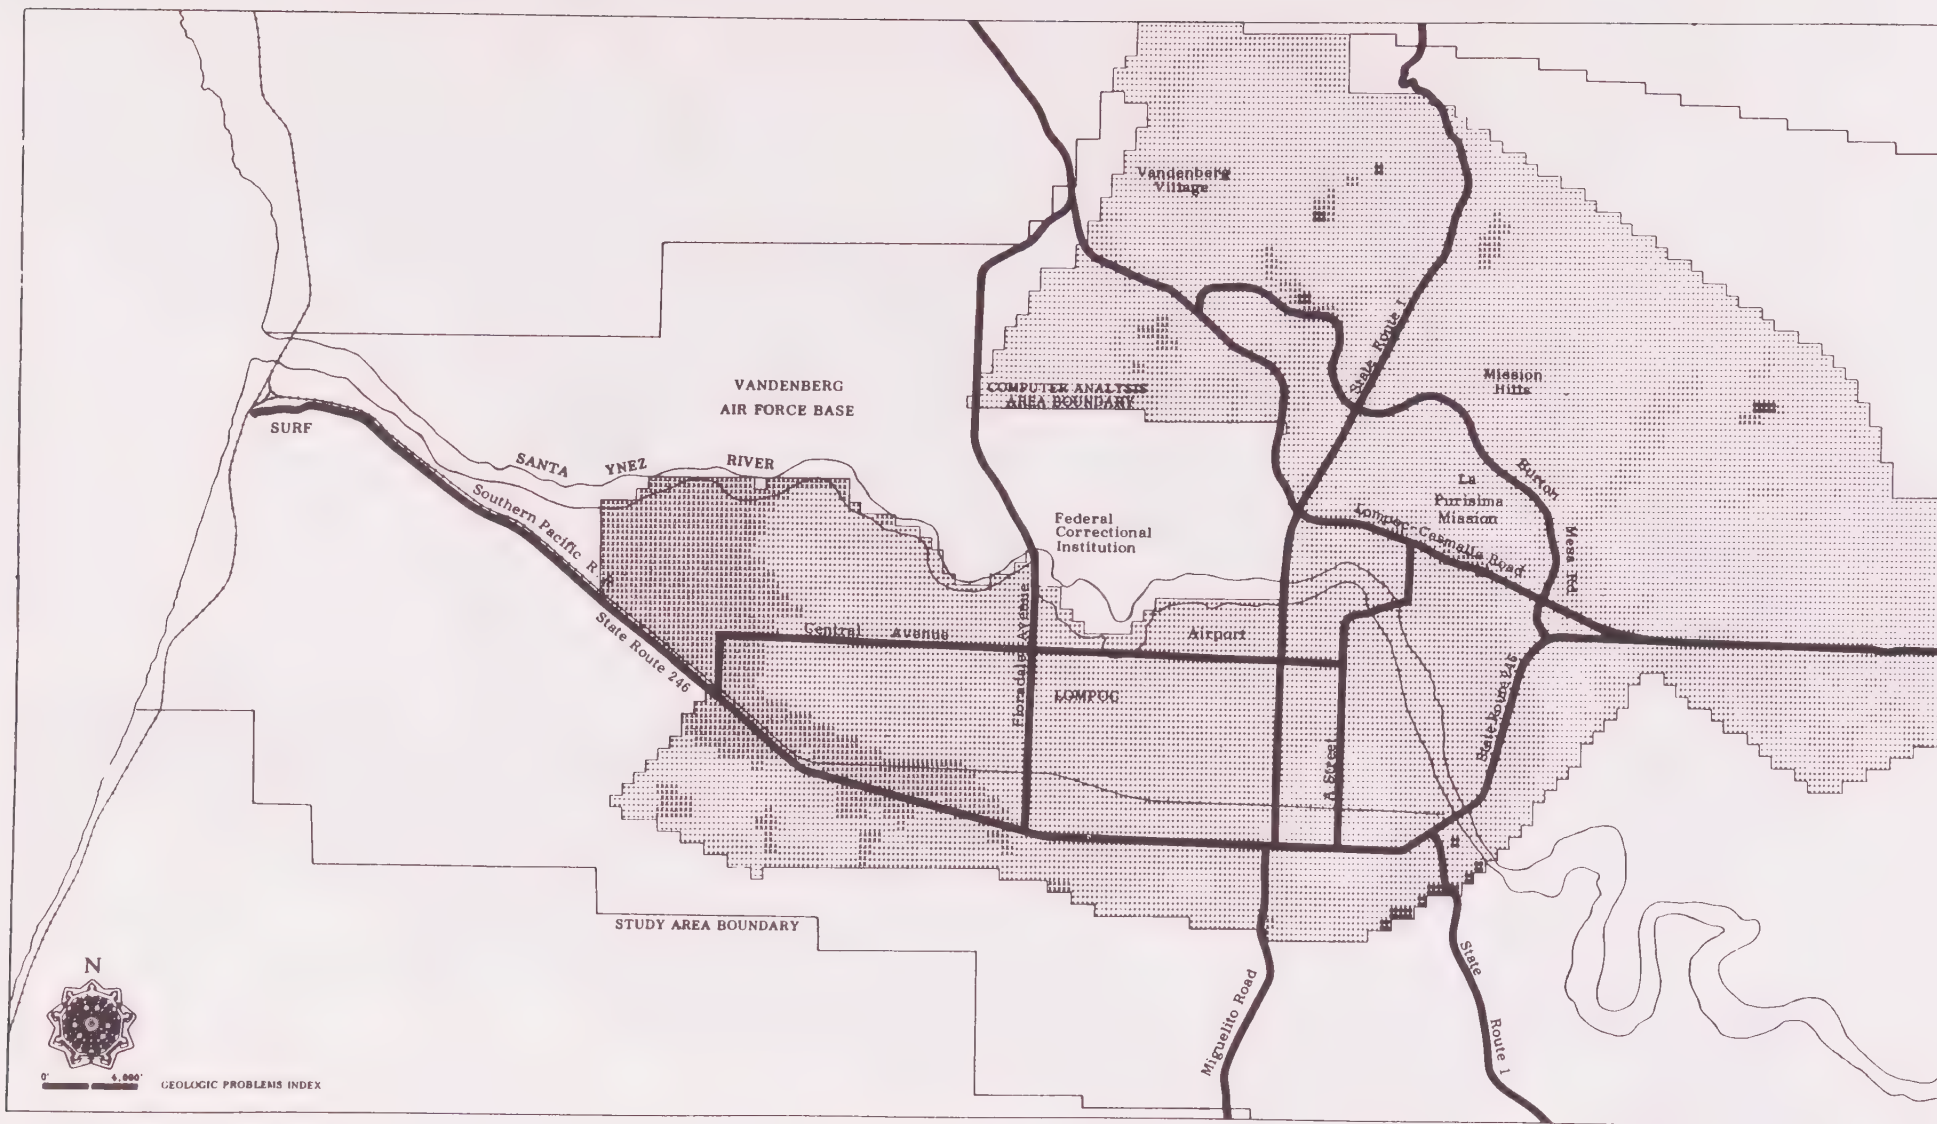 Vandenberg
Village
State Route 1
COMPUTER ANALYSIS
AREA BOUNDARY
Mission
Hills
VANDENBERG
AIR FORCE BASE
SURF
SANTA YNEZ RIVER
Southern Pacific R.R.
Burton Mesa Rd.
La
Purisima
Mission
Lompoc-Casmalia Road
Federal
Correctional
Institution
State Route 246
Central Avenue
Floradale Avenue
Airport
LOMPOC
State Route 246
A Street
STUDY AREA BOUNDARY
Miguelito Road
State Route 1
N
0' 4,000'
GEOLOGIC PROBLEMS INDEX